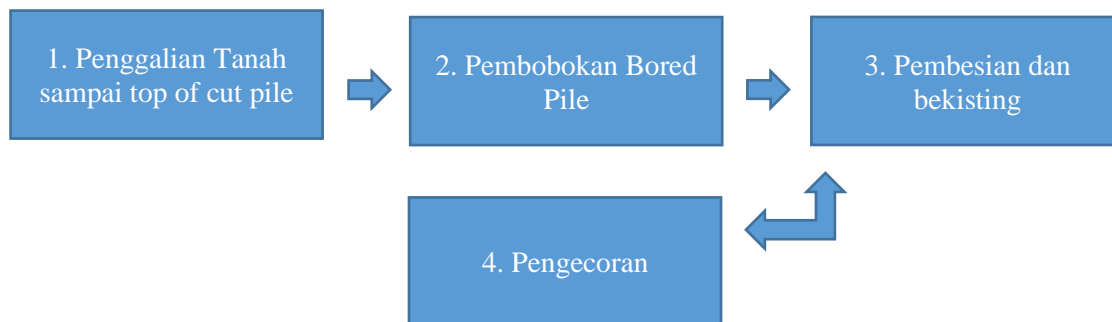 1. Penggalian Tanah
sampai top of cut pile
2. Pembobokan Bored
Pile
3. Pembesian dan
bekisting
4. Pengecoran